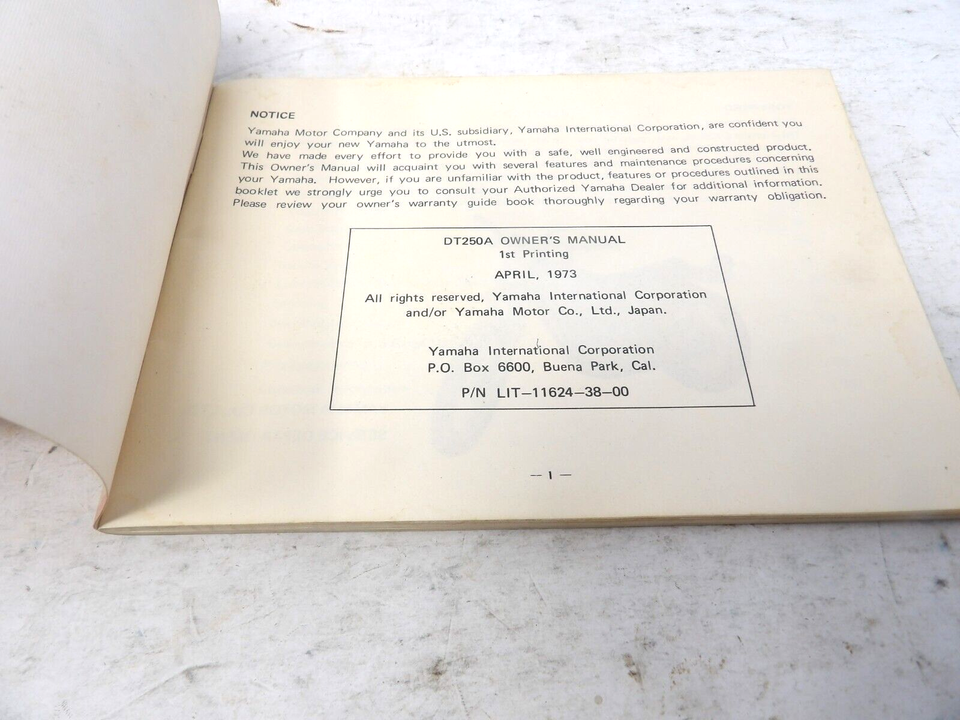 NOTICE
Yamaha Motor Company and its U.S. subsidiary, Yamaha International Corporation, are confident you
will enjoy your new Yamaha to the utmost.
We have made every effort to provide you with a safe, well engineered and constructed product.
This Owner's Manual will acquaint you with several features and maintenance procedures concerning
your Yamaha. However, if you are unfamiliar with the product, features or procedures outlined in this
booklet we strongly urge you to consult your Authorized Yamaha Dealer for additional information.
Please review your owner's warranty guide book thoroughly regarding your warranty obligation.
DT250A OWNER'S MANUAL
1st Printing
APRIL, 1973
All rights reserved, Yamaha International Corporation
and/or Yamaha Motor Co., Ltd., Japan.
Yamaha International Corporation
P.O. Box 6600, Buena Park, Cal.
P/N LIT-11624-38-00
— 1 —